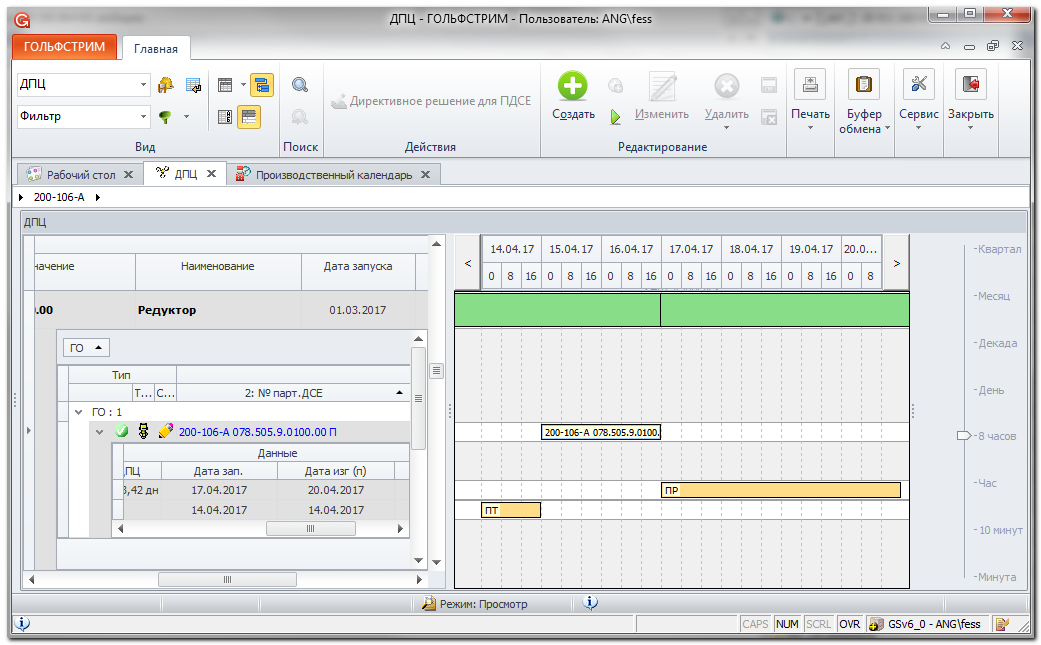 ДПЦ - ГОЛЬФСТРИМ - Пользователь: ANG\fess
ГОЛЬФСТРИМ Главная
ДПЦ
Фильтр
Вид
Поиск
Директивное решение для ПДСЕ
Действия
Создать
Изменить
Удалить
Редактирование
Печать
Буфер обмена
Сервис
Закрыть
Рабочий стол ДПЦ Производственный календарь
200-106-А
ДПЦ
начение Наименование Дата запуска
.00 Редуктор 01.03.2017
ГО
Тип
Т... С... 2: № парт.ДСЕ
ГО : 1
200-106-А 078.505.9.0100.00 П
Данные
ДПЦ Дата зап. Дата изг (п)
3,42 дн 17.04.2017 20.04.2017
14.04.2017 14.04.2017
< 14.04.17 15.04.17 16.04.17 17.04.17 18.04.17 19.04.17 20.0... >
0 8 16 0 8 16 0 8 16 0 8 16 0 8 16 0 8 16 0 8
200-106-А 078.505.9.0100.
ПР
ПТ
Квартал
Месяц
Декада
День
8 часов
Час
10 минут
Минута
Режим: Просмотр
CAPS NUM SCRL OVR GSv6_0 - ANG\fess